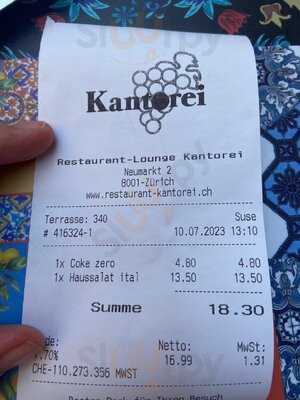 Kantorei
Restaurant-Lounge Kantorei
Neumarkt 2
8001-Zürich
www.restaurant-kantorei.ch
Terrasse: 340 Suse
# 416324-1 10.07.2023 13:10
1x Coke zero 4.80 4.80
1x Haussalat ital 13.50 13.50
Summe 18.30
Netto: MwSt:
16.99 1.31
CHE-110.273.356 MWST